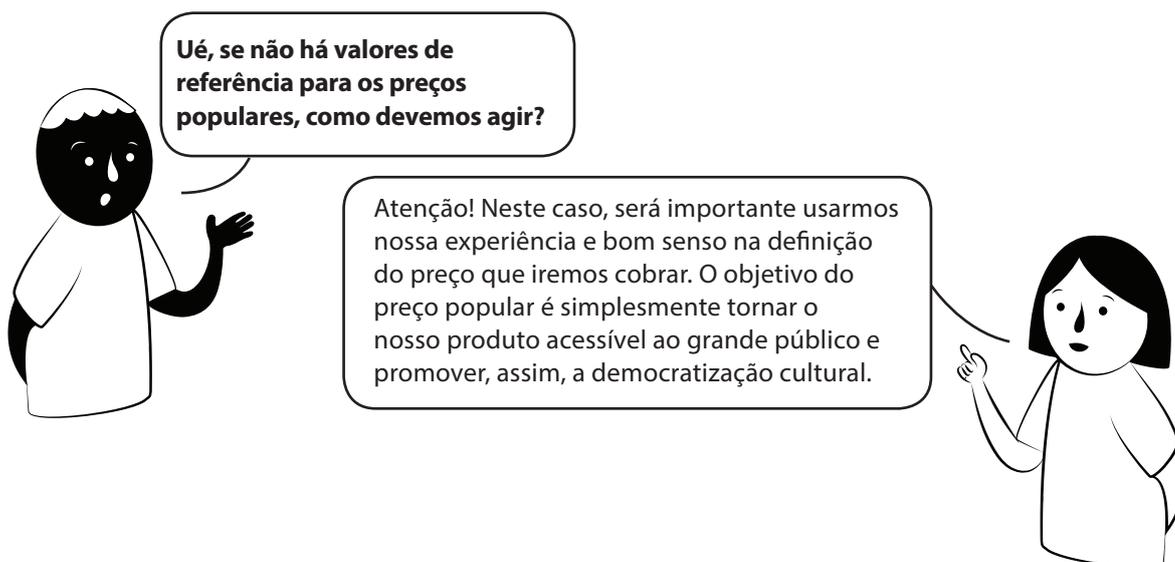 Ué, se não há valores de
referência para os preços
populares, como devemos agir?
Atenção! Neste caso, será importante usarmos
nossa experiência e bom senso na definição
do preço que iremos cobrar. O objetivo do
preço popular é simplesmente tornar o
nosso produto acessível ao grande público e
promover, assim, a democratização cultural.